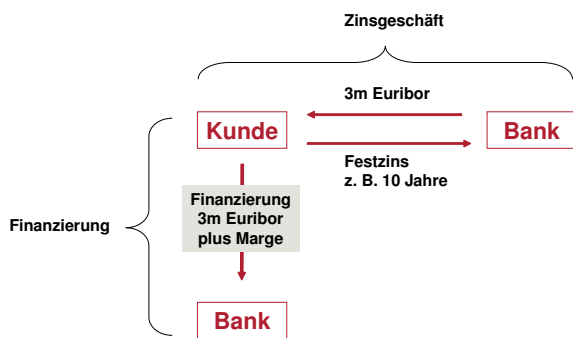 Zinsgeschäft
3m Euribor
Kunde
Bank
Festzins
z. B. 10 Jahre
Finanzierung
3m Euribor
plus Marge
Finanzierung
Bank